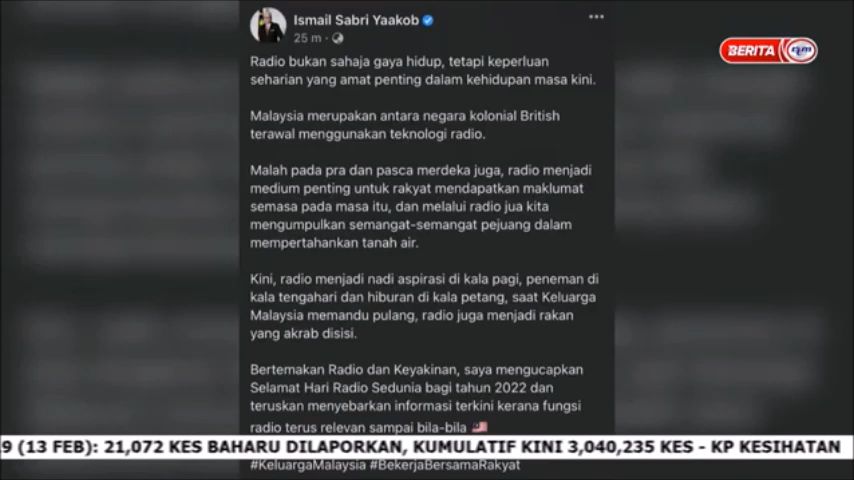 Ismail Sabri Yaakob
25 m
BERITA rtm
Radio bukan sahaja gaya hidup, tetapi keperluan
seharian yang amat penting dalam kehidupan masa kini.
Malaysia merupakan antara negara kolonial British
terawal menggunakan teknologi radio.
Malah pada pra dan pasca merdeka juga, radio menjadi
medium penting untuk rakyat mendapatkan maklumat
semasa pada masa itu, dan melalui radio jua kita
mengumpulkan semangat-semangat pejuang dalam
mempertahankan tanah air.
Kini, radio menjadi nadi aspirasi di kala pagi, peneman di
kala tengahari dan hiburan di kala petang, saat Keluarga
Malaysia memandu pulang, radio juga menjadi rakan
yang akrab disisi.
Bertemakan Radio dan Keyakinan, saya mengucapkan
Selamat Hari Radio Sedunia bagi tahun 2022 dan
teruskan menyebarkan informasi terkini kerana fungsi
radio terus relevan sampai bila-bila 🇲🇾
9 (13 FEB): 21,072 KES BAHARU DILAPORKAN, KUMULATIF KINI 3,040,235 KES - KP KESIHATAN
#KeluargaMalaysia #BekerjaBersamaRakyat